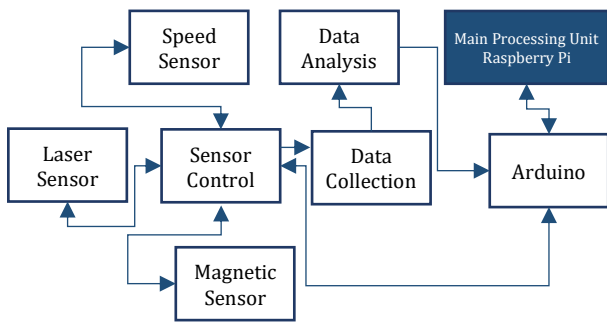 Speed
Sensor
Data
Analysis
Main Processing Unit
Raspberry Pi
Laser
Sensor
Sensor
Control
Data
Collection
Arduino
Magnetic
Sensor